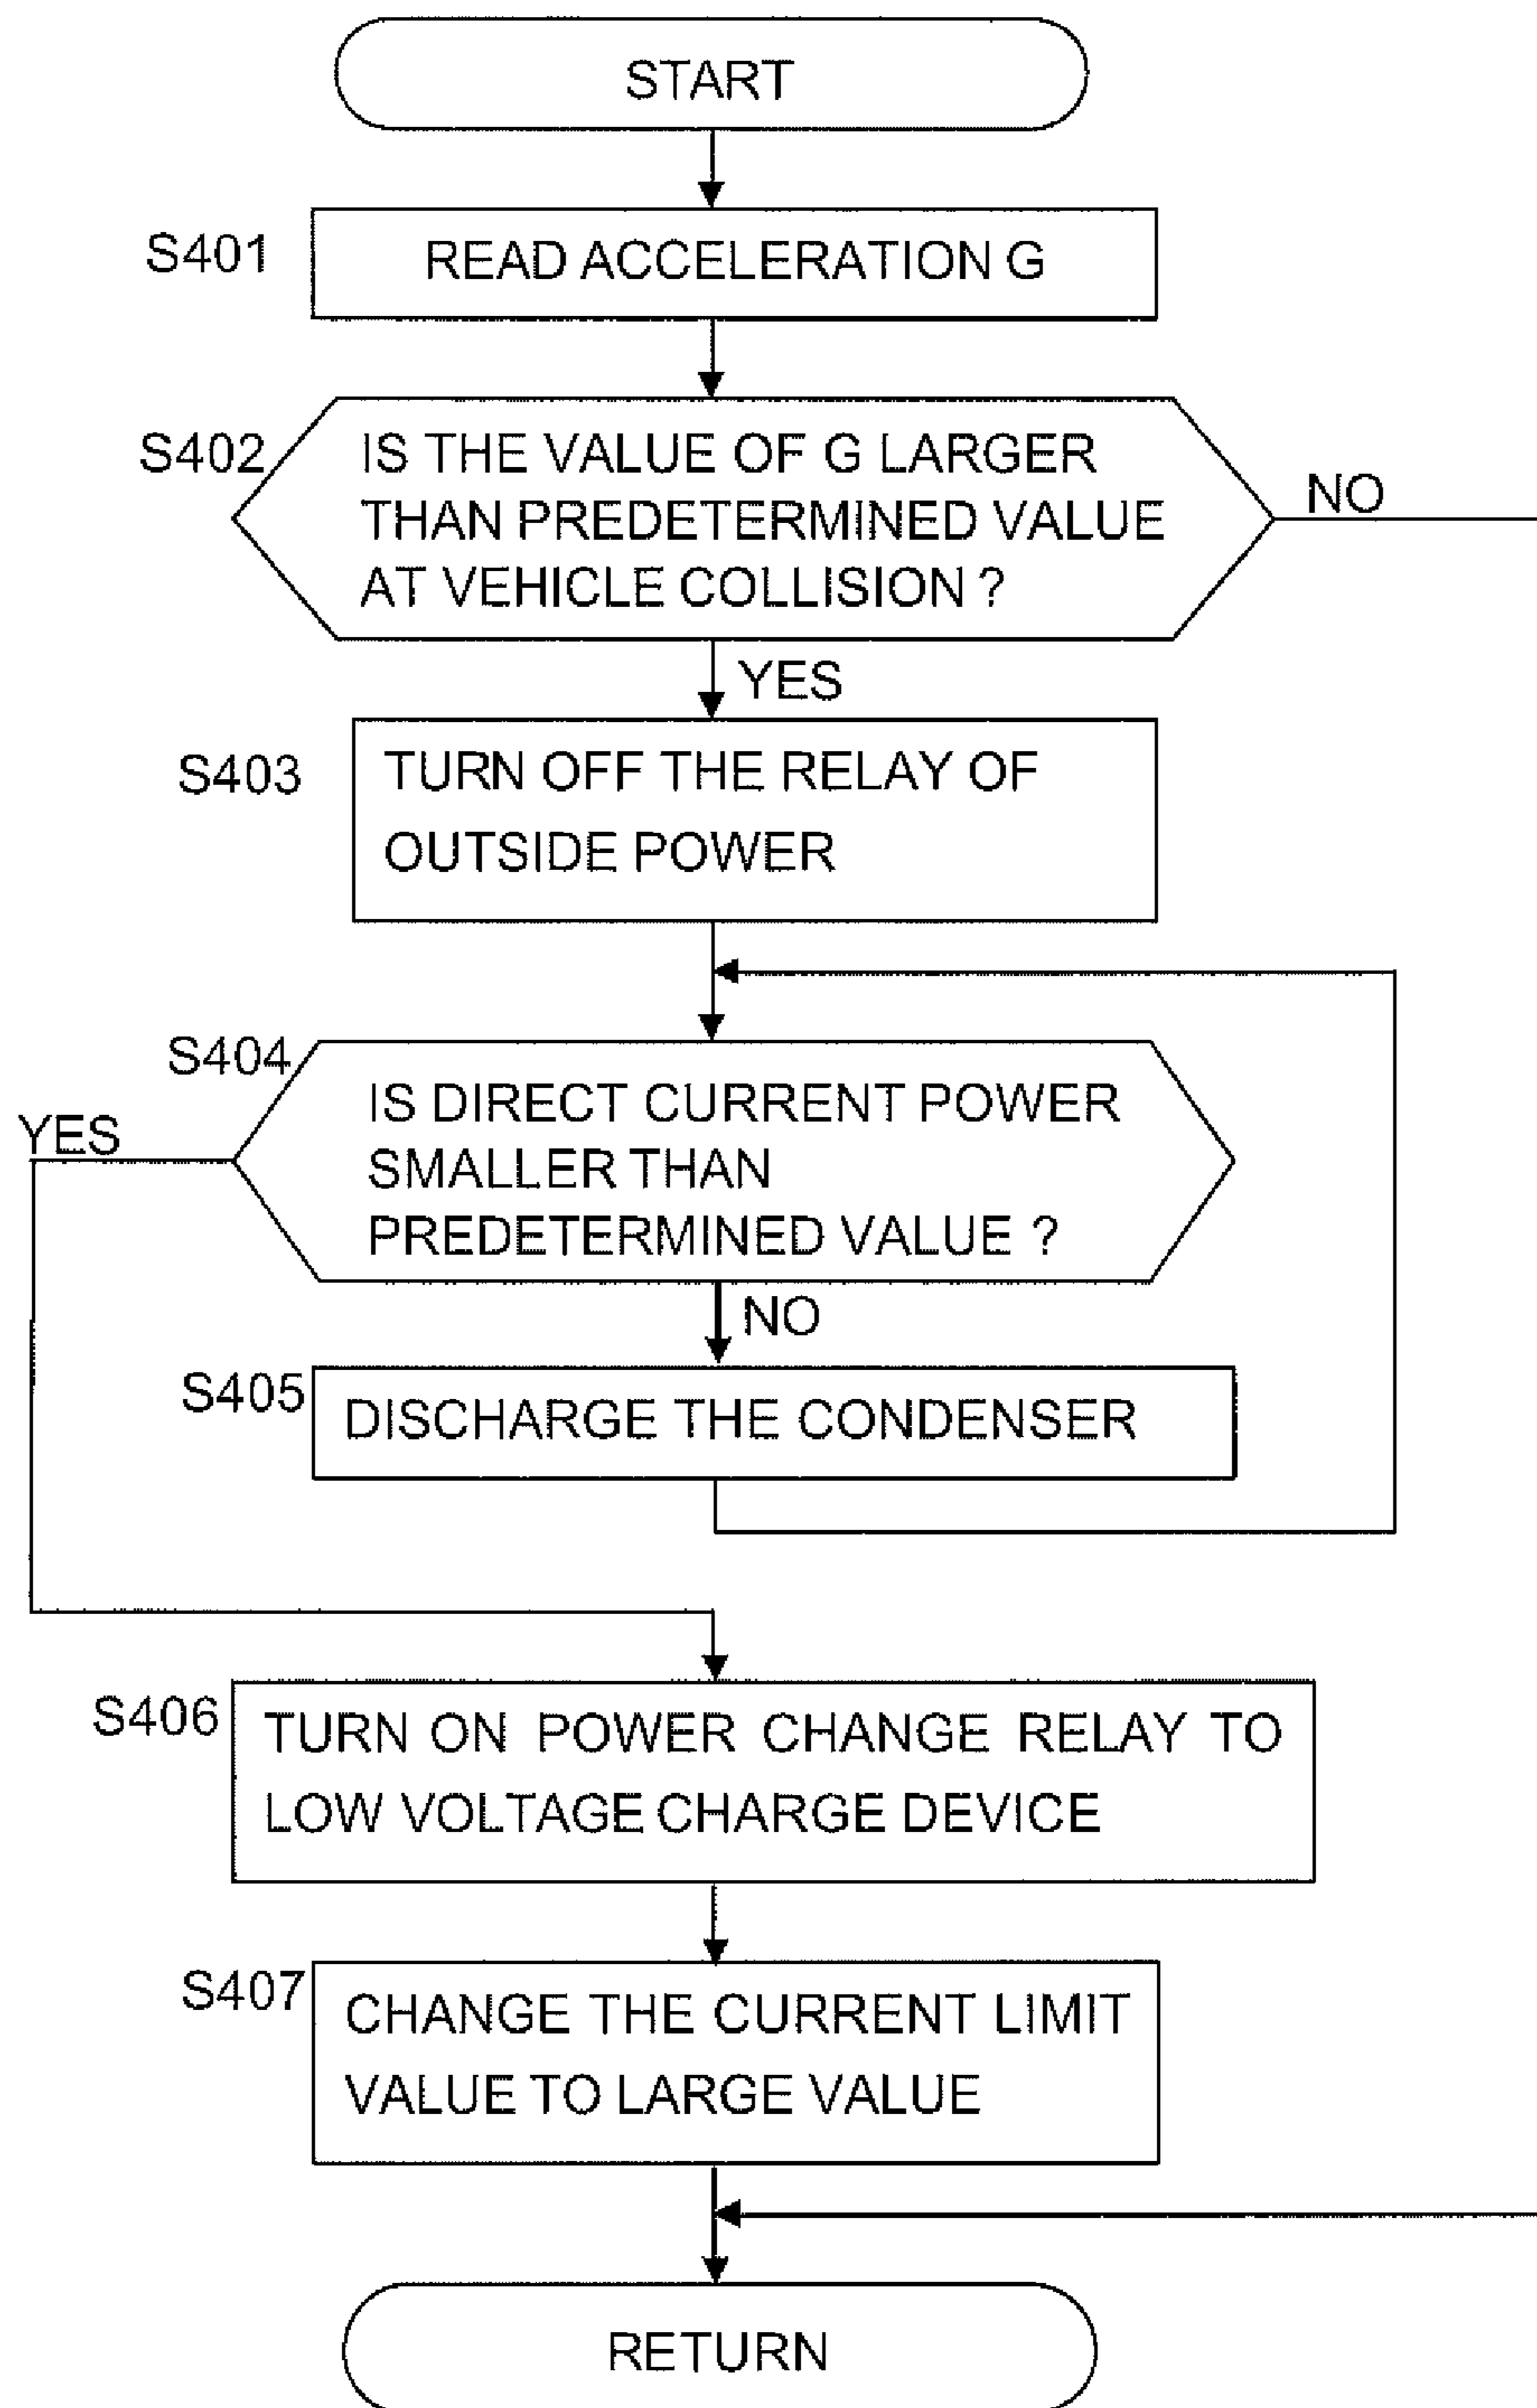 START
S401
READ ACCELERATION G
S402
IS THE VALUE OF G LARGER
THAN PREDETERMINED VALUE
AT VEHICLE COLLISION ?
NO
YES
S403
TURN OFF THE RELAY OF
OUTSIDE POWER
S404
YES
IS DIRECT CURRENT POWER
SMALLER THAN
PREDETERMINED VALUE ?
NO
S405
DISCHARGE THE CONDENSER
S406
TURN ON POWER CHANGE RELAY TO
LOW VOLTAGE CHARGE DEVICE
S407
CHANGE THE CURRENT LIMIT
VALUE TO LARGE VALUE
RETURN